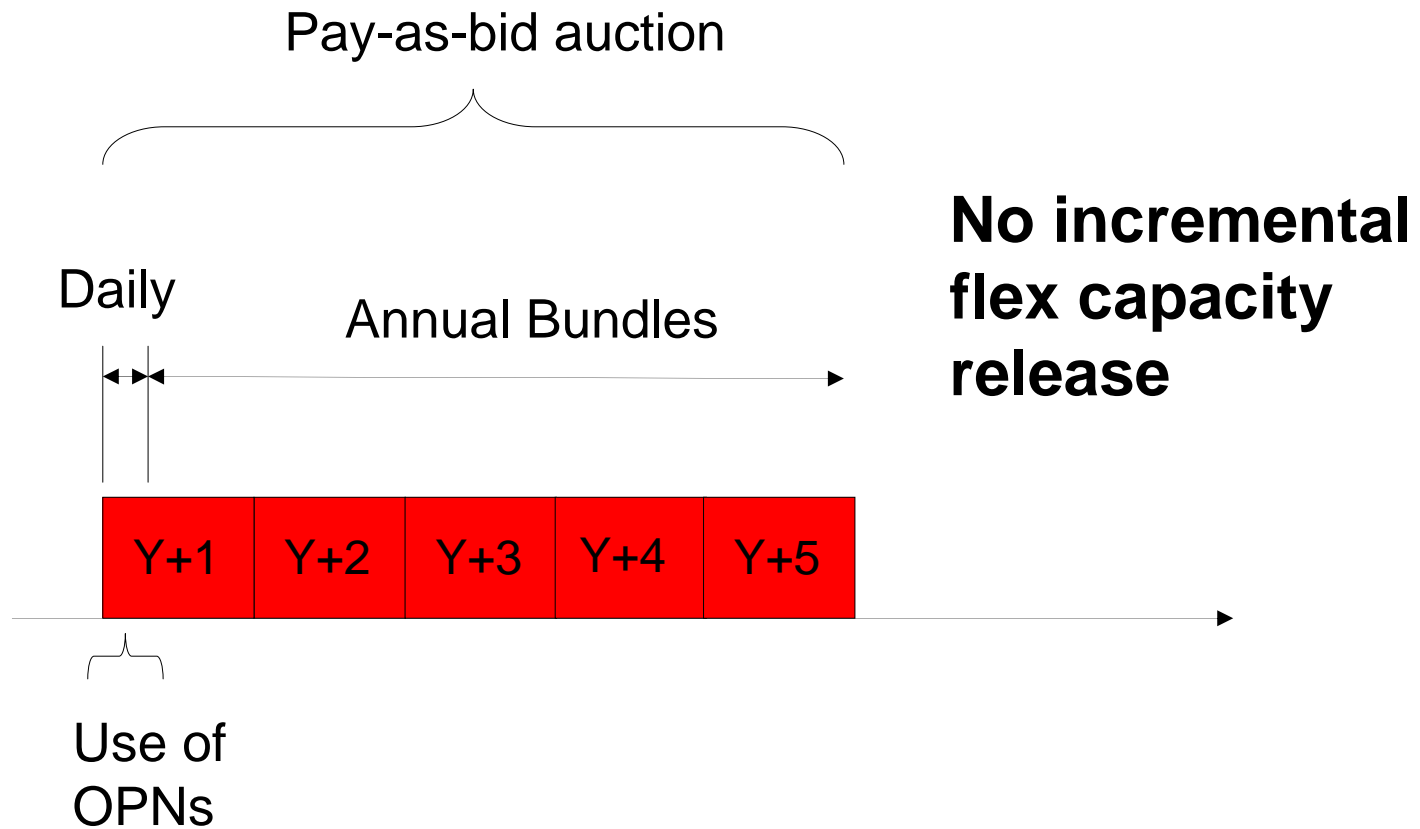 Pay-as-bid auction
No incremental
flex capacity
release
Daily
Annual Bundles
Y+1 Y+2 Y+3 Y+4 Y+5
Use of
OPNs